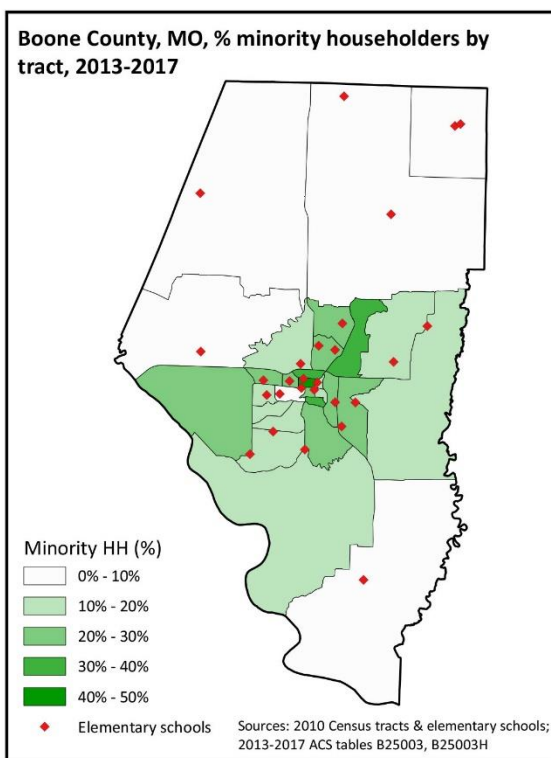 Boone County, MO, % minority householders by
tract, 2013-2017
Minority HH (%)
0% - 10%
10% - 20%
20% - 30%
30% - 40%
40% - 50%
Elementary schools
Sources: 2010 Census tracts & elementary schools;
2013-2017 ACS tables B25003, B25003H